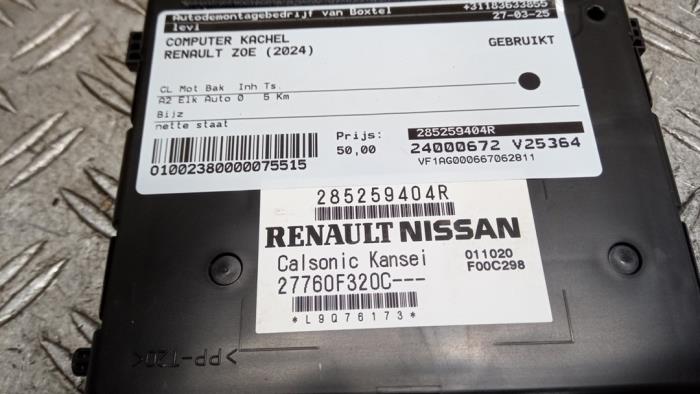 Autodemontagebedrijf van Boxtel +31183633855
levi 27-03-25
COMPUTER KACHEL GEBRUIKT
RENAULT ZOE (2024)
CL Mot Bak Inh Ts.
A2 Elk Auto 0 5 Km
Bijz
nette staat
01002380000075515
Prijs: 285259404R
50,00 24000672 V25364
VF1AG000667062811
285259404R
RENAULT NISSAN
Calsonic Kansei 011020
27760F320C--- F00C298
*L9Q76173*
>PP-T20<